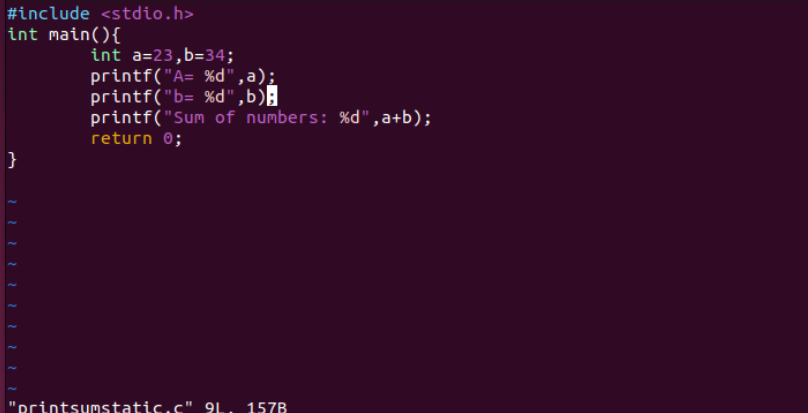 #include <stdio.h>
int main(){
        int a=23,b=34;
        printf("A= %d",a);
        printf("b= %d",b);
        printf("Sum of numbers: %d",a+b);
        return 0;
}
~
~
~
~
~
~
~
~
~
~
"printsumstatic.c" 9L, 157B